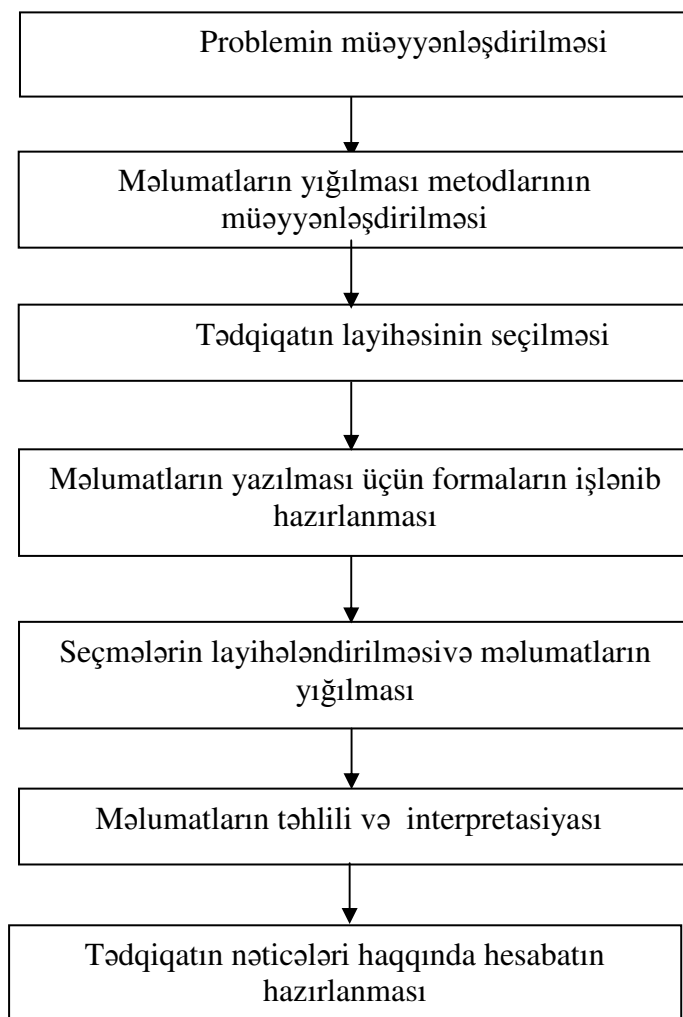 Problemin müəyyənləşdirilməsi
Məlumatların yığılması metodlarının
müəyyənləşdirilməsi
Tədqiqatın layihəsinin seçilməsi
Məlumatların yazılması üçün formaların işlənib
hazırlanması
Seçmələrin layihələndirilməsivə məlumatların
yığılması
Məlumatların təhlili və interpretasiyası
Tədqiqatın nəticələri haqqında hesabatın
hazırlanması